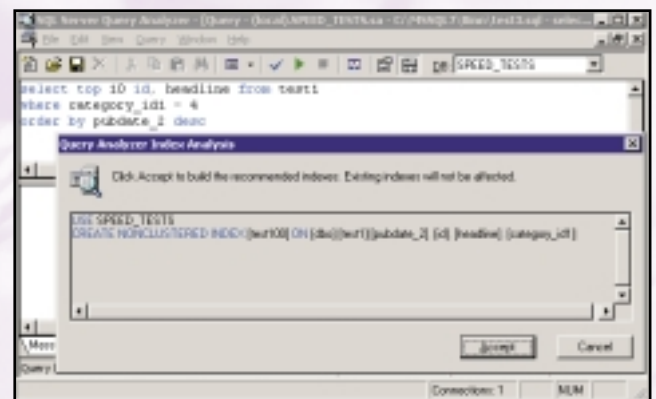 SQL Server Query Analyzer - [Query - (local).SPEED_TESTS.sa - C:\MSSQL7\Binn\test3.sql - selec...
File Edit View Query Window Help
DB: SPEED_TESTS
select top 10 id, headline from test1
where category_id1 = 4
order by pubdate_2 desc
Query Analyzer Index Analysis
Click Accept to build the recommended indexes. Existing indexes will not be affected.
USE SPEED_TESTS
CREATE NONCLUSTERED INDEX [test100] ON [dbo].[test1] ([pubdate_2], [id], [headline], [category_id1])
Accept Cancel
Connections: 1 NUM